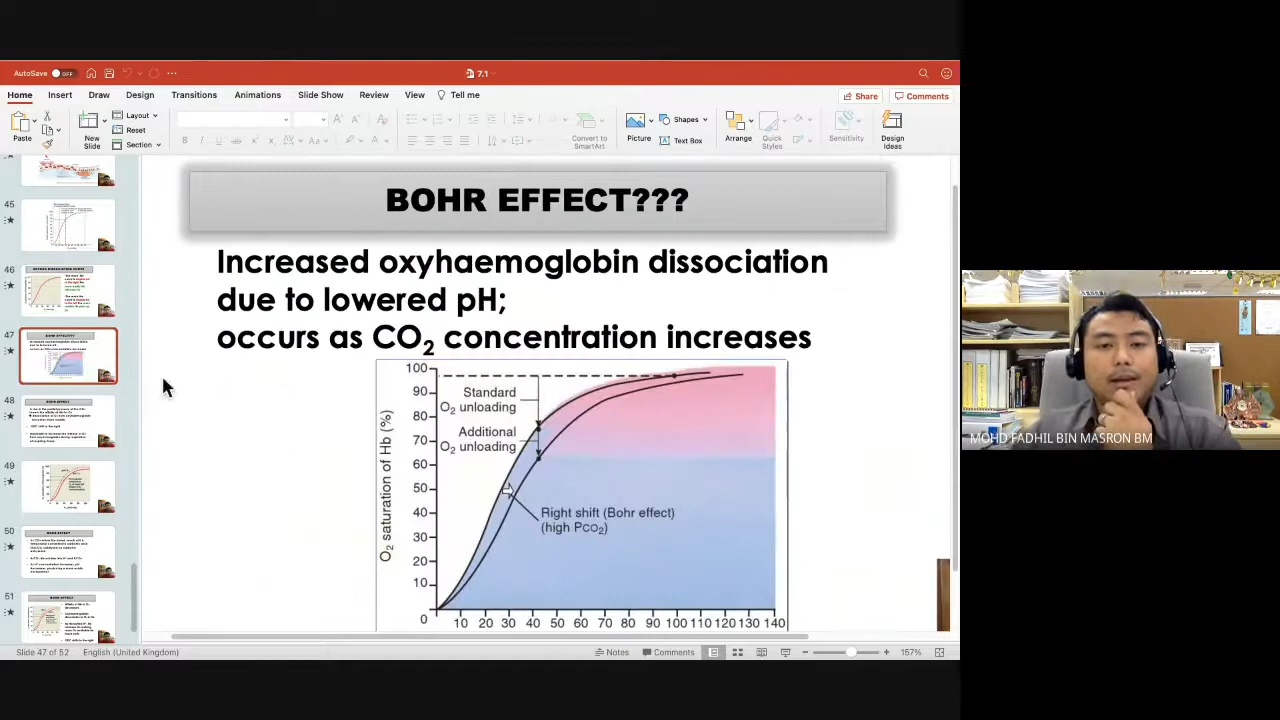 AutoSave OFF
7.1
Home Insert Draw Design Transitions Animations Slide Show Review View Tell me
Share Comments
Paste
New Slide
Layout
Reset
Section
Convert to SmartArt
Picture
Shapes
Text Box
Arrange
Quick Styles
Sensitivity
Design Ideas
45
46
47
48
49
50
51
BOHR EFFECT???
Increased oxyhaemoglobin dissociation
due to lowered pH;
occurs as CO₂ concentration increases
O₂ saturation of Hb (%)
100
90
80
70
60
50
40
30
20
10
0
Standard
O₂ unloading
Additional
O₂ unloading
Right shift (Bohr effect)
(high PCO₂)
10 20 30 40 50 60 70 80 90 100 110 120 130 140
MOHD FADHIL BIN MASRON BM
Slide 47 of 52 English (United Kingdom)
Notes Comments 157%